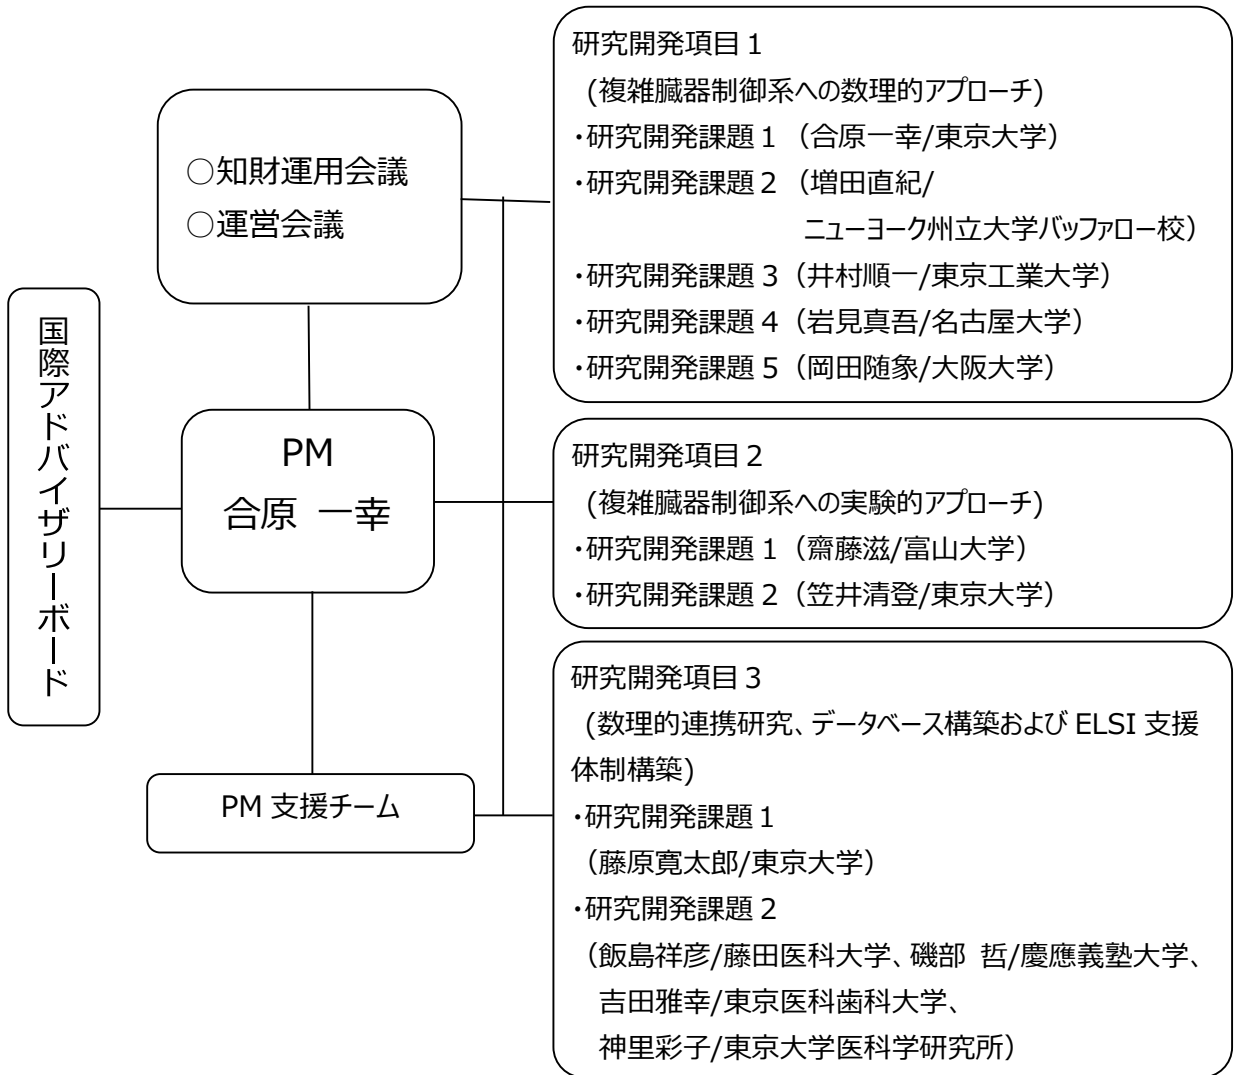 国際アドバイザリーボード
○知財運用会議
○運営会議
PM
合原 一幸
PM 支援チーム
研究開発項目１
(複雑臓器制御系への数理的アプローチ)
・研究開発課題１（合原一幸/東京大学）
・研究開発課題２（増田直紀/
ニューヨーク州立大学バッファロー校）
・研究開発課題３（井村順一/東京工業大学）
・研究開発課題４（岩見真吾/名古屋大学）
・研究開発課題５（岡田随象/大阪大学）
研究開発項目２
(複雑臓器制御系への実験的アプローチ)
・研究開発課題１（齋藤滋/富山大学）
・研究開発課題２（笠井清登/東京大学）
研究開発項目３
(数理的連携研究、データベース構築および ELSI 支援
体制構築)
・研究開発課題１
（藤原寛太郎/東京大学）
・研究開発課題２
（飯島祥彦/藤田医科大学、磯部 哲/慶應義塾大学、
吉田雅幸/東京医科歯科大学、
神里彩子/東京大学医科学研究所）